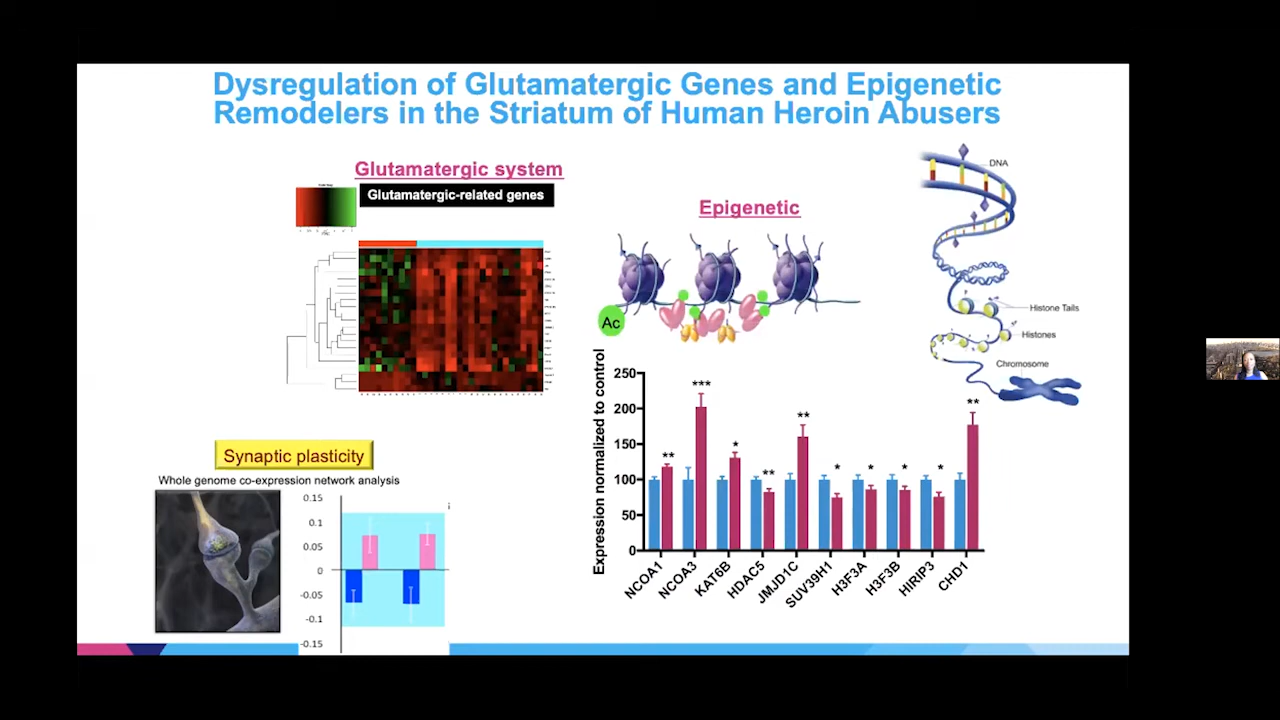 Dysregulation of Glutamatergic Genes and Epigenetic
Remodelers in the Striatum of Human Heroin Abusers
Glutamatergic system
Glutamatergic-related genes
Epigenetic
DNA
Histone Tails
Histones
Chromosome
Ac
Expression normalized to control
250
200
150
100
50
0
***
**
**
*
**
**
*
*
*
*
NCOA1
NCOA3
KAT6B
HDAC5
JMJD1C
SUV39H1
H3F3A
H3F3B
HIRIP3
CHD1
Synaptic plasticity
Whole genome co-expression network analysis
0.15
0.1
0.05
0
-0.05
-0.1
-0.15